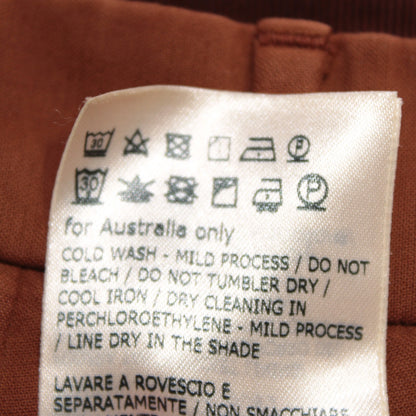 30 P
30 P
for Australia only
COLD WASH - MILD PROCESS / DO NOT
BLEACH / DO NOT TUMBLER DRY /
COOL IRON / DRY CLEANING IN
PERCHLOROETHYLENE - MILD PROCESS
/ LINE DRY IN THE SHADE
LAVARE A ROVESCIO E
SEPARATAMENTE / NON SMACCHIARE